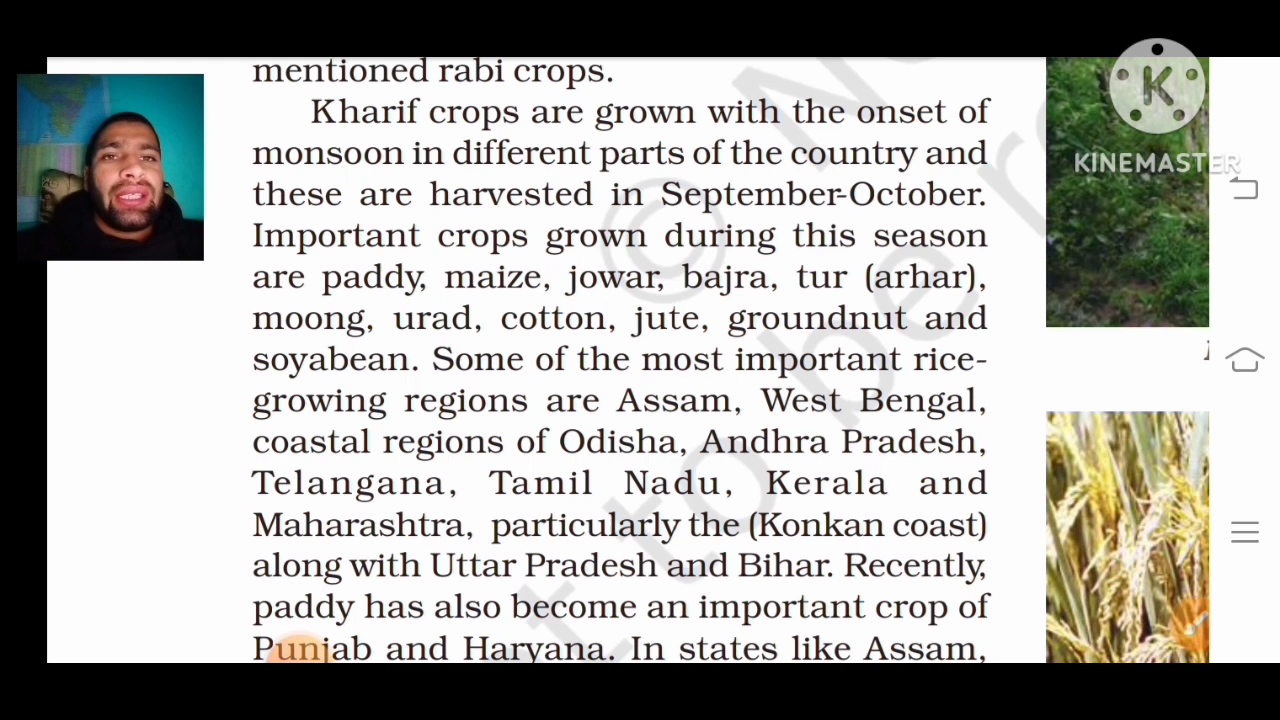 mentioned rabi crops.
Kharif crops are grown with the onset of
monsoon in different parts of the country and
these are harvested in September-October.
Important crops grown during this season
are paddy, maize, jowar, bajra, tur (arhar),
moong, urad, cotton, jute, groundnut and
soyabean. Some of the most important rice-
growing regions are Assam, West Bengal,
coastal regions of Odisha, Andhra Pradesh,
Telangana, Tamil Nadu, Kerala and
Maharashtra, particularly the (Konkan coast)
along with Uttar Pradesh and Bihar. Recently,
paddy has also become an important crop of
Punjab and Haryana. In states like Assam,
K
KINEMASTER